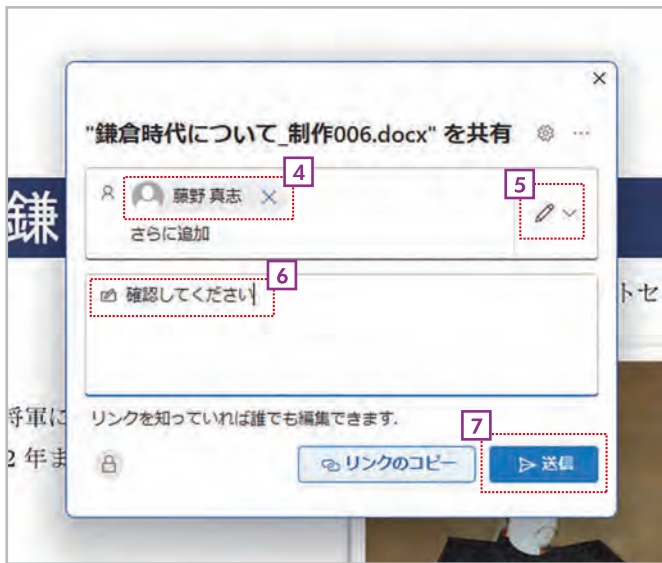 "鎌倉時代について_制作006.docx" を共有
4
藤野 真志
5
さらに追加
鎌
6
確認してください
トセ
将軍に
リンクを知っていれば誰でも編集できます.
7
2 年ま
リンクのコピー
送信